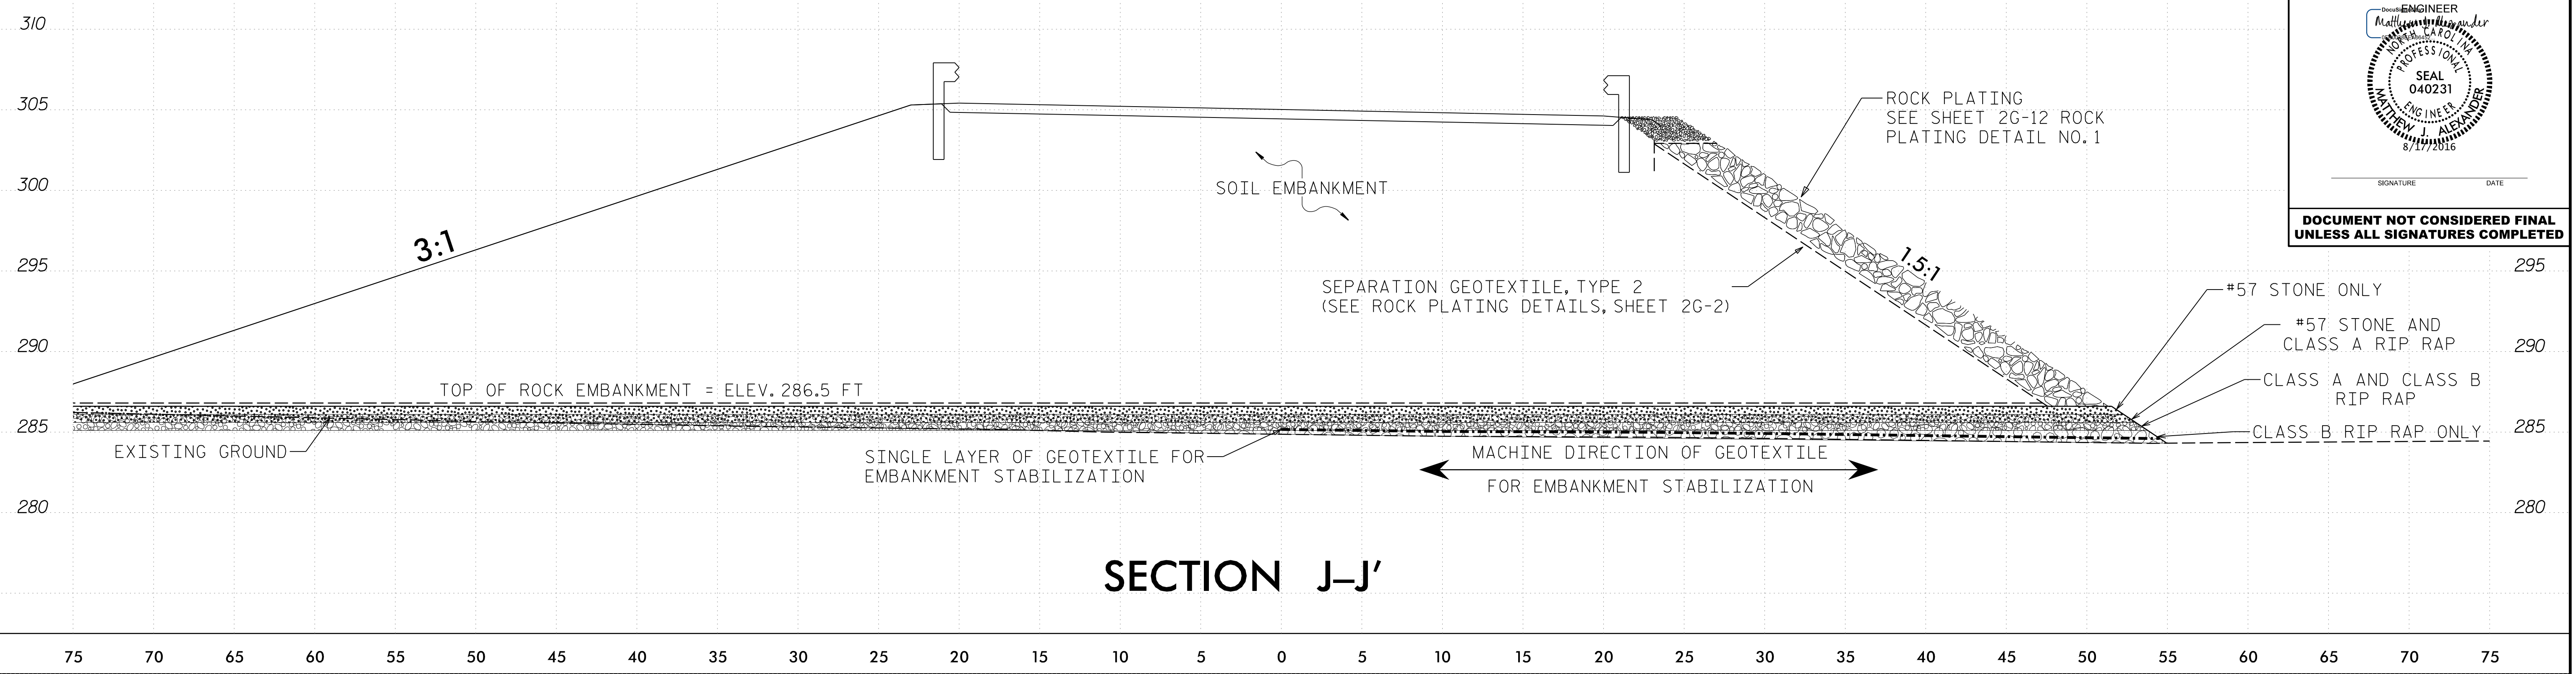 310
305
300
295
290
285
280
3:1
SOIL EMBANKMENT
ROCK PLATING
SEE SHEET 2G-12 ROCK
PLATING DETAIL NO.1
1.5:1
SEPARATION GEOTEXTILE, TYPE 2
(SEE ROCK PLATING DETAILS, SHEET 2G-2)
TOP OF ROCK EMBANKMENT = ELEV. 286.5 FT
EXISTING GROUND
SINGLE LAYER OF GEOTEXTILE FOR
EMBANKMENT STABILIZATION
MACHINE DIRECTION OF GEOTEXTILE
FOR EMBANKMENT STABILIZATION
#57 STONE ONLY
#57 STONE AND
CLASS A RIP RAP
CLASS A AND CLASS B
RIP RAP
CLASS B RIP RAP ONLY
295
290
285
280
ENGINEER
Matthew J. Alexander
NORTH CAROLINA
PROFESSIONAL
SEAL
040231
ENGINEER
MATTHEW J. ALEXANDER
8/17/2016
SIGNATURE DATE
DOCUMENT NOT CONSIDERED FINAL
UNLESS ALL SIGNATURES COMPLETED
SECTION J–J'
75 70 65 60 55 50 45 40 35 30 25 20 15 10 5 0 5 10 15 20 25 30 35 40 45 50 55 60 65 70 75